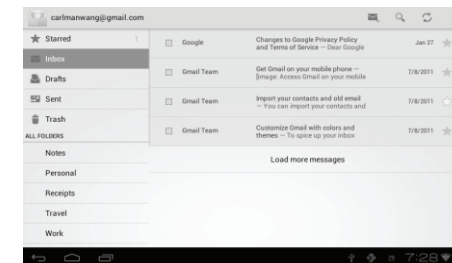 carlmanwang@gmail.com
Starred 1
Inbox
Drafts
Sent
Trash
ALL FOLDERS
Notes
Personal
Receipts
Travel
Work
Google Changes to Google Privacy Policy Jan 27
and Terms of Service – Dear Google
Gmail Team Get Gmail on your mobile phone – 7/8/2011
[image: Access Gmail on your mobile
Gmail Team Import your contacts and old email 7/8/2011
– You can import your contacts and
Gmail Team Customize Gmail with colors and 7/8/2011
themes – To spice up your inbox
Load more messages
7:28